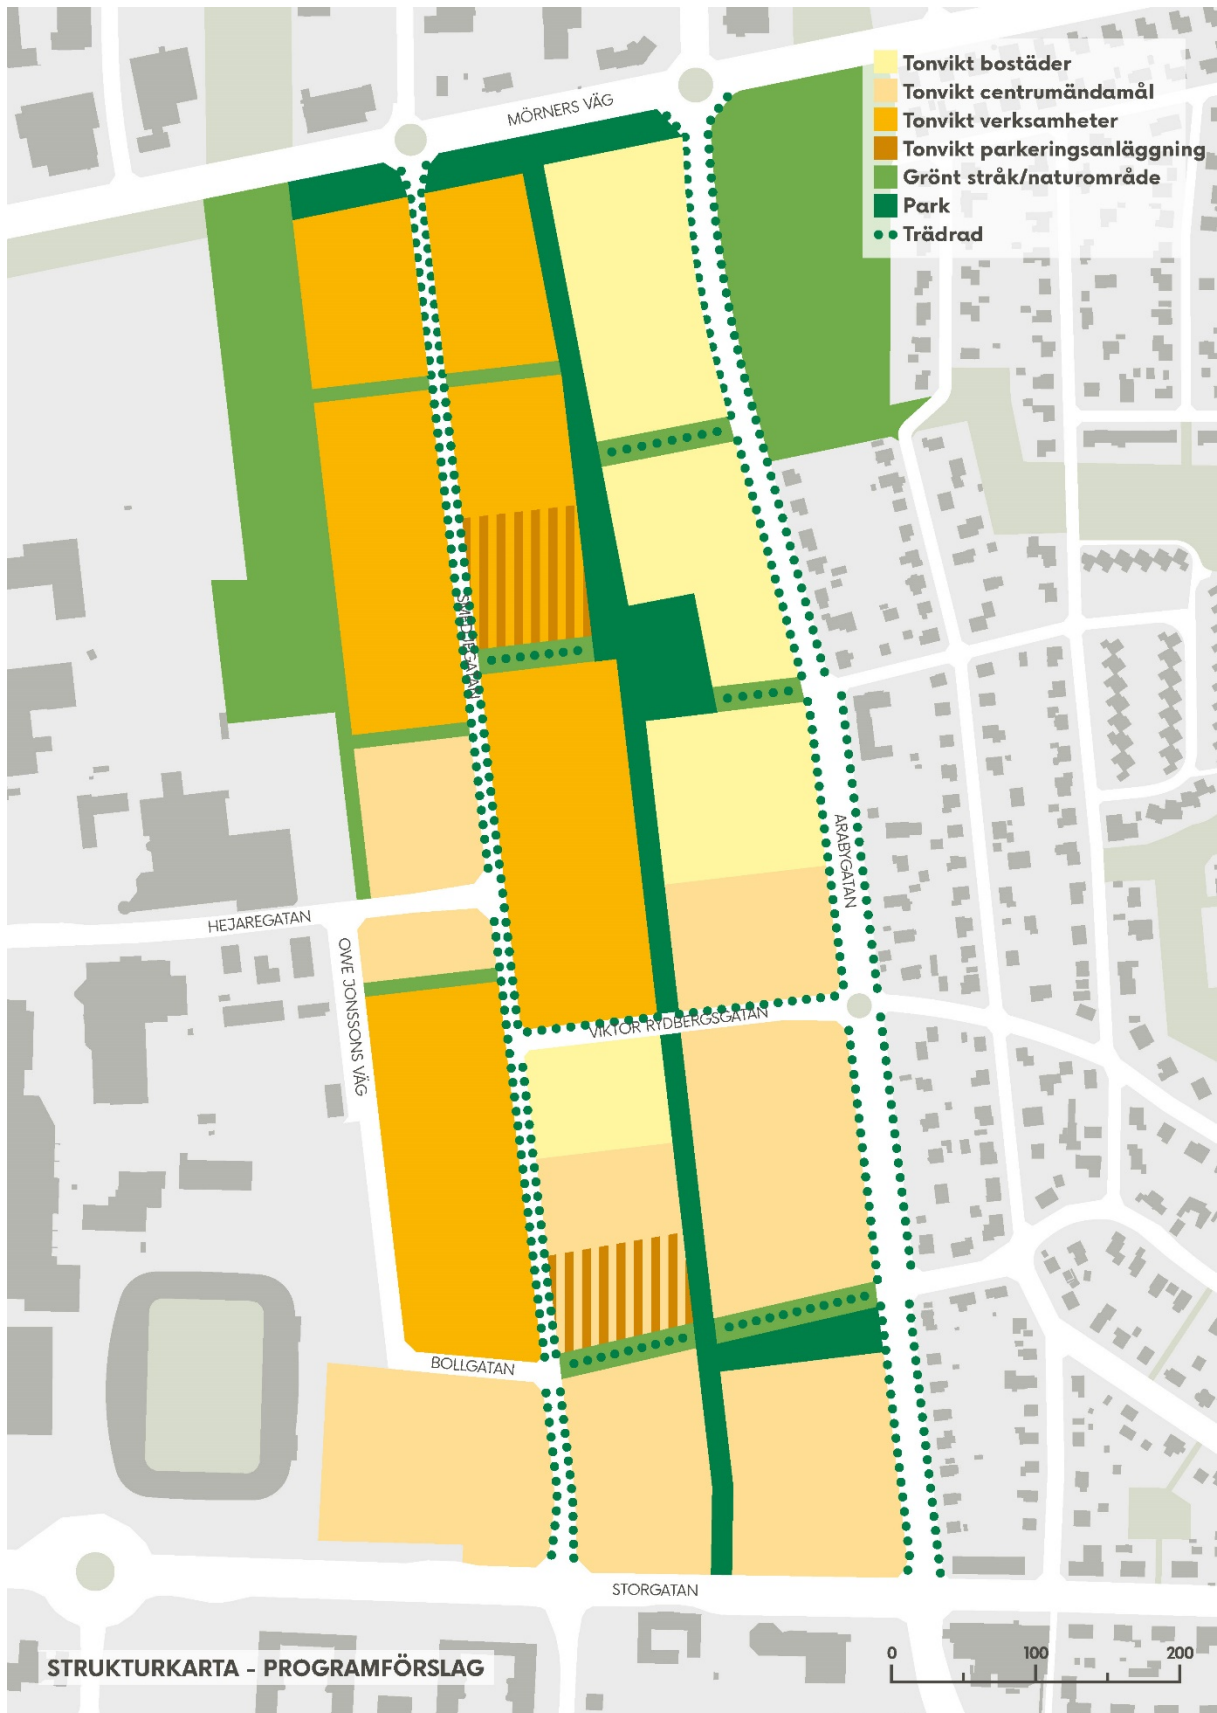 Tonvikt bostäder
Tonvikt centrumändamål
Tonvikt verksamheter
Tonvikt parkeringsanläggning
Grönt stråk/naturområde
Park
Trädrad
MÖRNERS VÄG
SMEDJEGATAN
ARABYGATAN
HEJAREGATAN
OWE JONSSONS VÄG
VIKTOR RYDBERGSGATAN
BOLLGATAN
STORGATAN
STRUKTURKARTA - PROGRAMFÖRSLAG
0 100 200